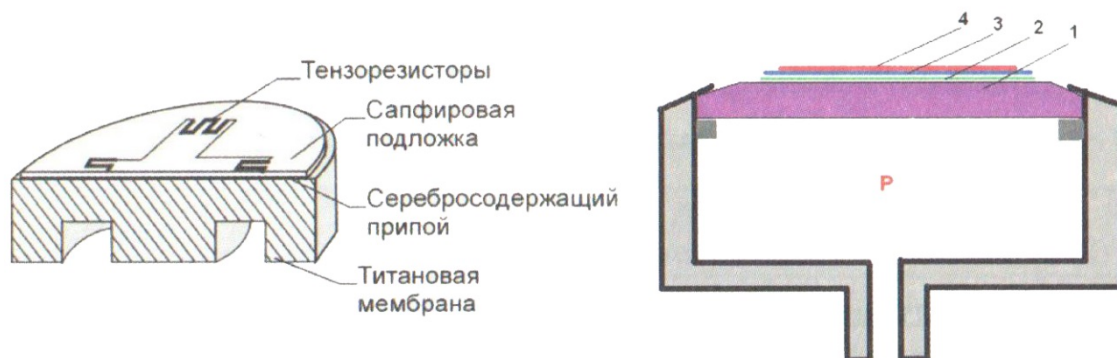 Тензорезисторы
Сапфировая
подложка
Серебросодержащий
припой
Титановая
мембрана
4
3
2
1
P